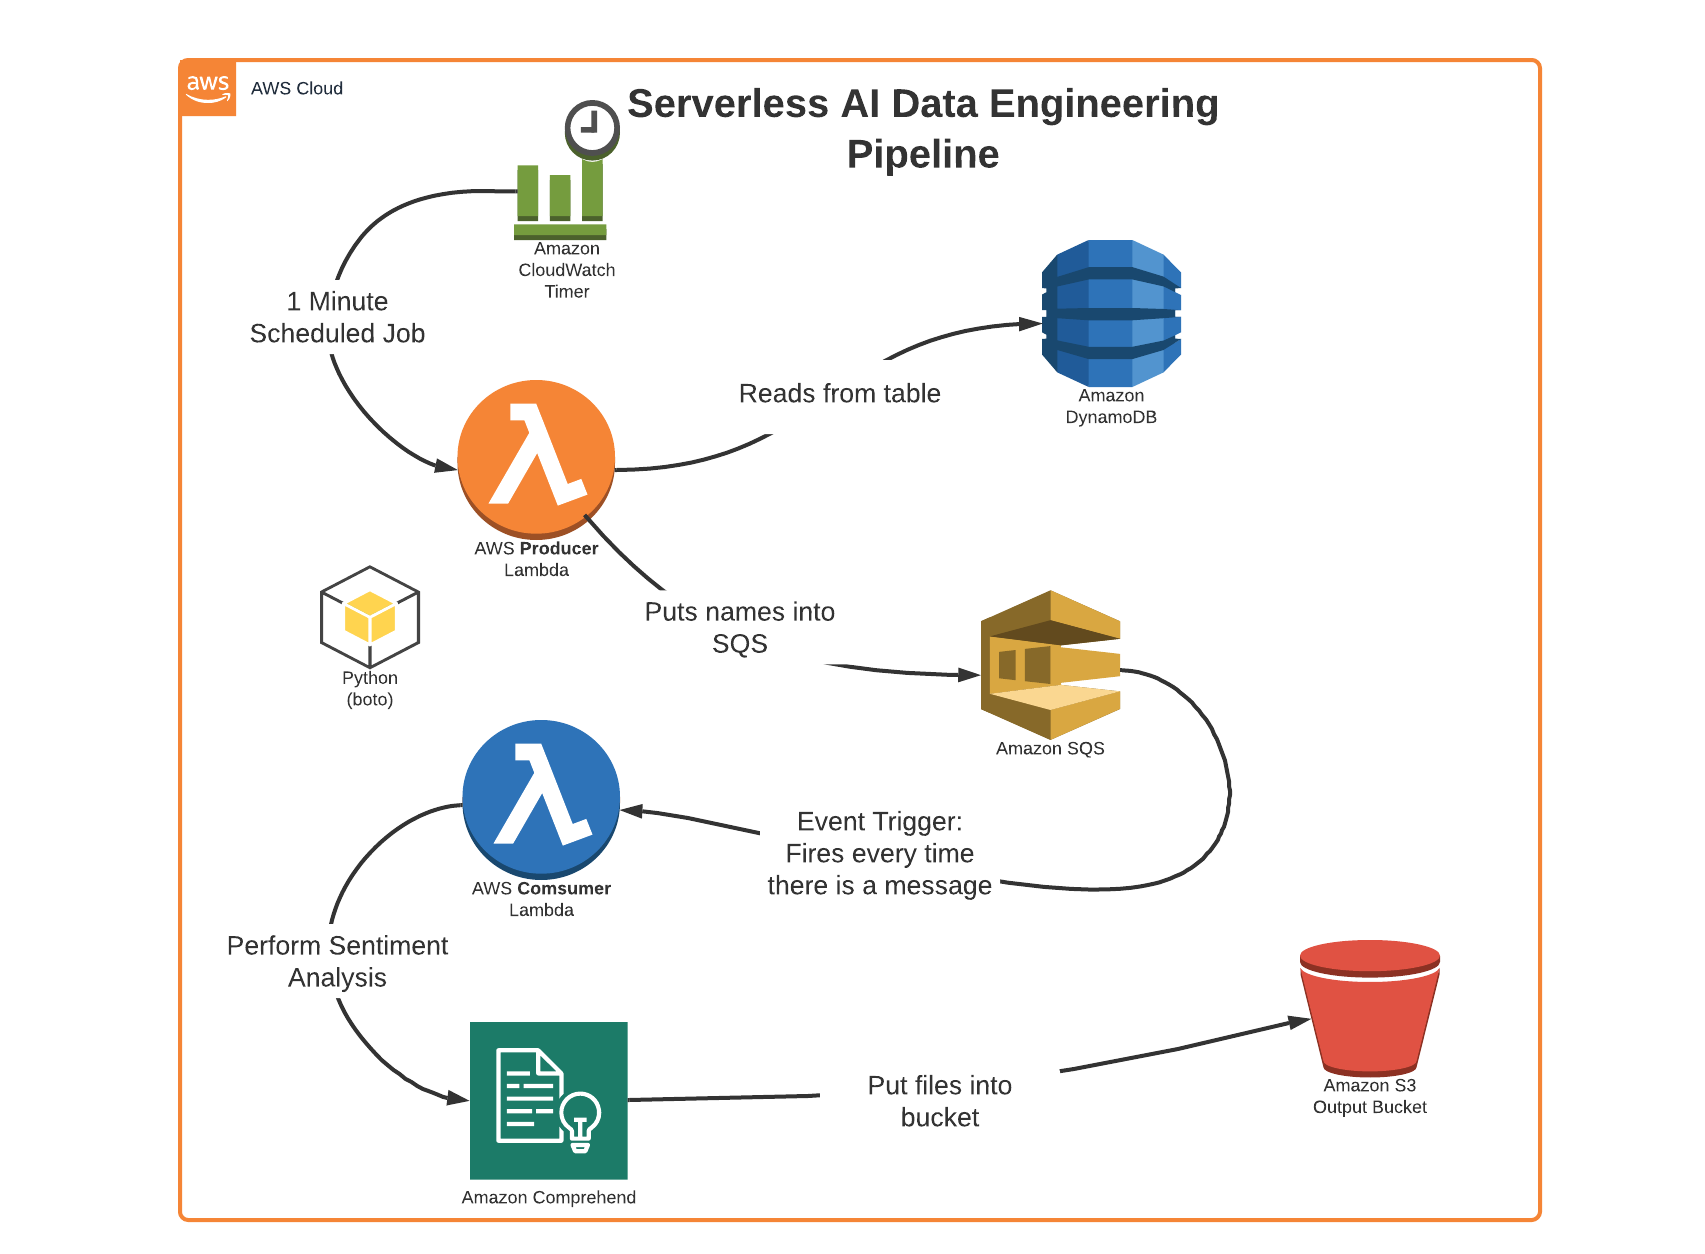 aws
AWS Cloud
Serverless AI Data Engineering
Pipeline
Amazon
CloudWatch
Timer
1 Minute
Scheduled Job
Reads from table
Amazon
DynamoDB
AWS Producer
Lambda
Puts names into
SQS
Python
(boto)
Amazon SQS
Event Trigger:
Fires every time
there is a message
AWS Comsumer
Lambda
Perform Sentiment
Analysis
Put files into
bucket
Amazon S3
Output Bucket
Amazon Comprehend